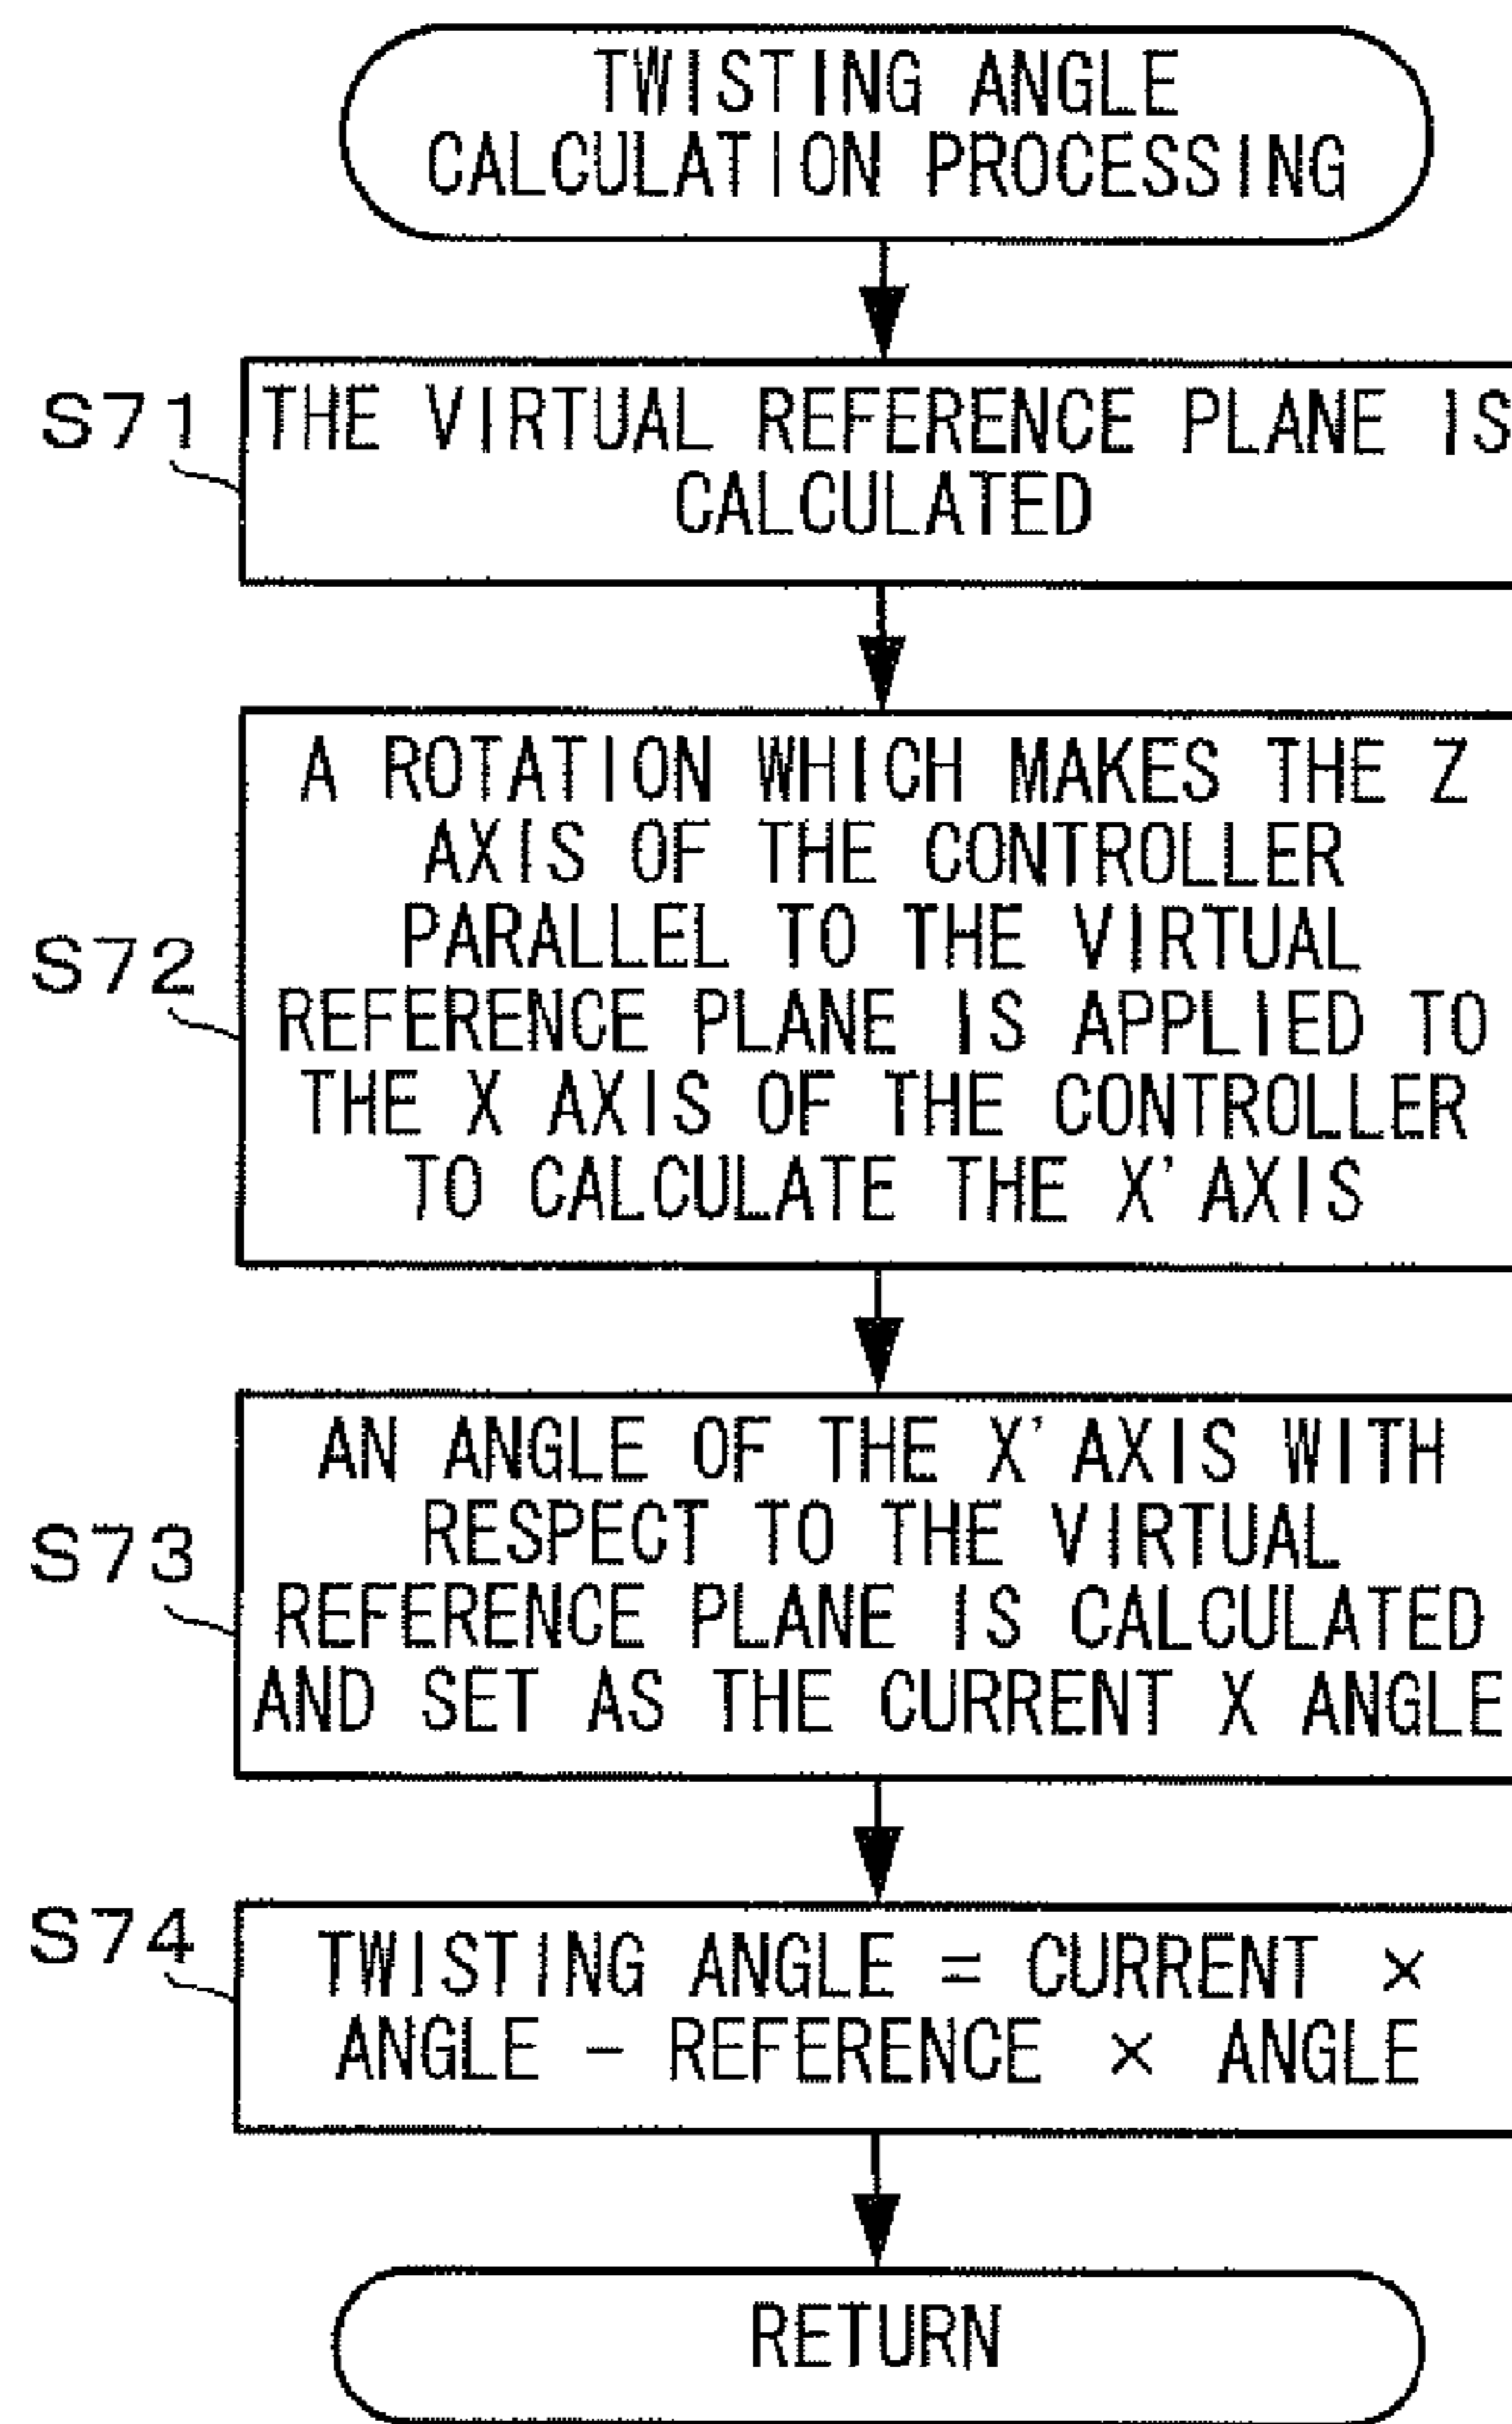 TWISTING ANGLE
CALCULATION PROCESSING
S71
THE VIRTUAL REFERENCE PLANE IS
CALCULATED
S72
A ROTATION WHICH MAKES THE Z
AXIS OF THE CONTROLLER
PARALLEL TO THE VIRTUAL
REFERENCE PLANE IS APPLIED TO
THE X AXIS OF THE CONTROLLER
TO CALCULATE THE X' AXIS
S73
AN ANGLE OF THE X' AXIS WITH
RESPECT TO THE VIRTUAL
REFERENCE PLANE IS CALCULATED
AND SET AS THE CURRENT X ANGLE
S74
TWISTING ANGLE = CURRENT ×
ANGLE - REFERENCE × ANGLE
RETURN